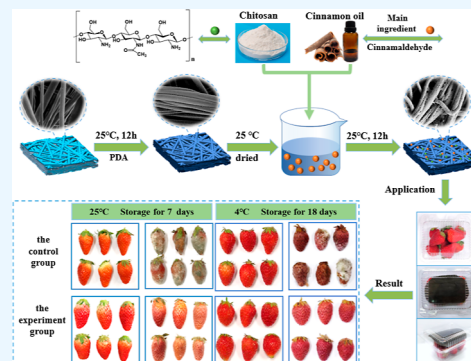 Chitosan
Cinnamon oil
Main
ingredient
Cinnamaldehyde
25℃, 12h
PDA
25 ℃
dried
25℃, 12h
Application
25℃ Storage for 7 days
4℃ Storage for 18 days
the
control
group
Result
the
experiment
group